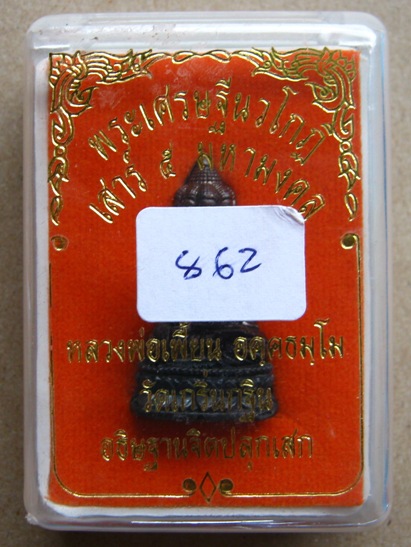 พระเศรษฐีนวโกฏิ
เสาร์ ๕ มหามงคล
862
หลวงพ่อเพี้ยน อคฺคธมฺโม
วัดเกริ่นกฐิน
อธิษฐานจิตปลุกเสก